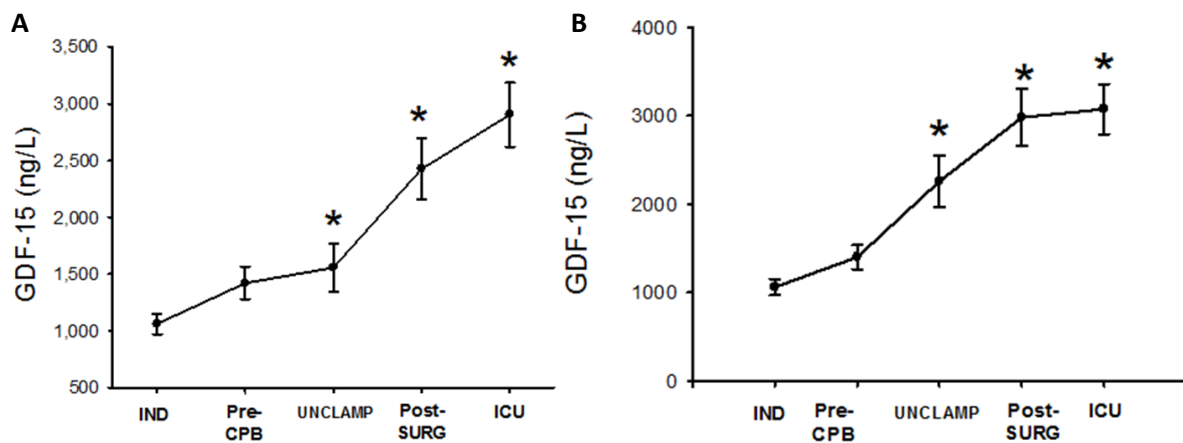 A
GDF-15 (ng/L)
3,500
3,000
2,500
2,000
1,500
1,000
500
*
*
*
IND
Pre-
CPB
UNCLAMP
Post-
SURG
ICU
B
GDF-15 (ng/L)
4000
3000
2000
1000
0
*
*
*
IND
Pre-
CPB
UNCLAMP
Post-
SURG
ICU